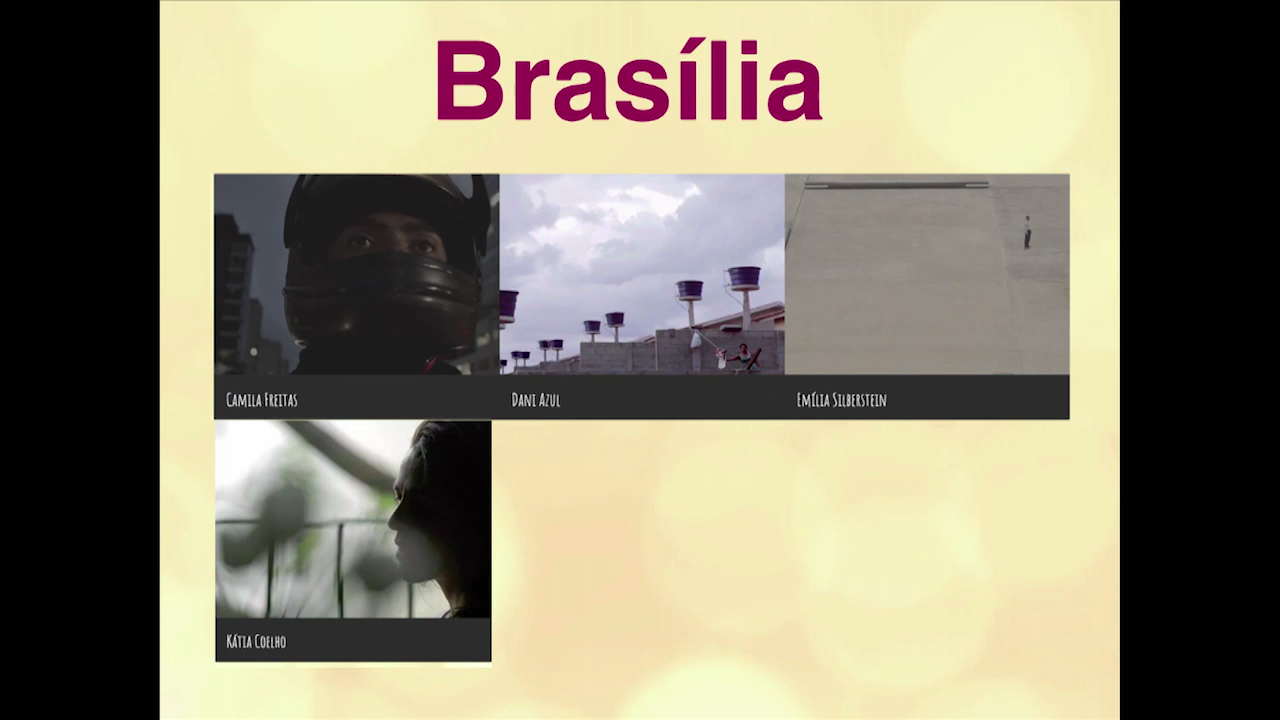 Brasília
Camila Freitas
Dani Azul
Emília Silberstein
Kátia Coelho